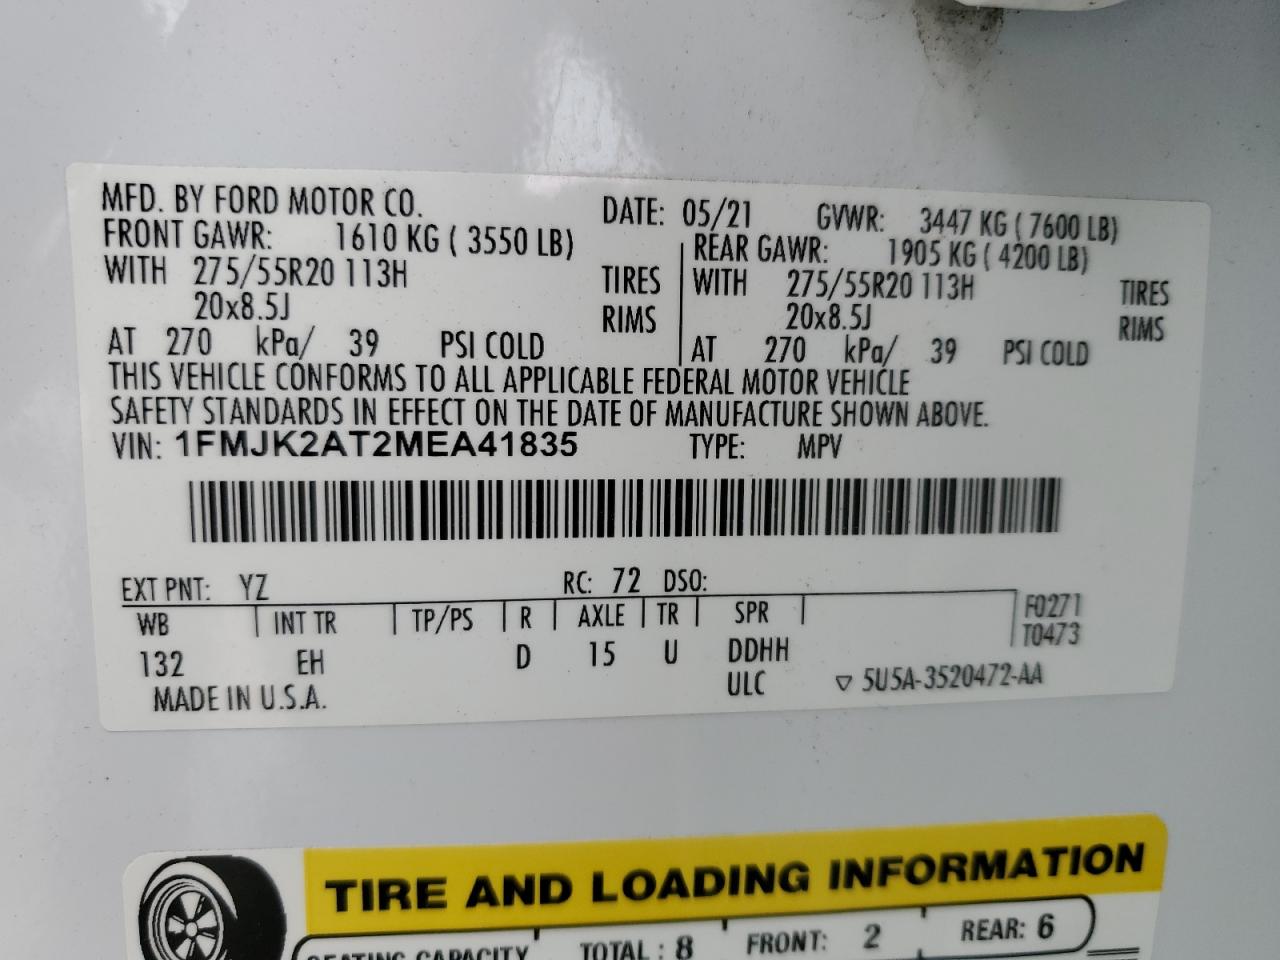 MFD. BY FORD MOTOR CO. DATE: 05/21 GVWR: 3447 KG ( 7600 LB)
FRONT GAWR: 1610 KG ( 3550 LB) REAR GAWR: 1905 KG ( 4200 LB)
WITH 275/55R20 113H TIRES WITH 275/55R20 113H TIRES
20x8.5J RIMS 20x8.5J RIMS
AT 270 kPa/ 39 PSI COLD AT 270 kPa/ 39 PSI COLD
THIS VEHICLE CONFORMS TO ALL APPLICABLE FEDERAL MOTOR VEHICLE
SAFETY STANDARDS IN EFFECT ON THE DATE OF MANUFACTURE SHOWN ABOVE.
VIN: 1FMJK2AT2MEA41835 TYPE: MPV
EXT PNT: YZ RC: 72 DSO:
WB INT TR TP/PS R AXLE TR SPR F0271
T0473
132 EH D 15 U DDHH
MADE IN U.S.A. ULC ▽ 5U5A-3520472-AA
TIRE AND LOADING INFORMATION
SEATING CAPACITY TOTAL : 8 FRONT: 2 REAR: 6